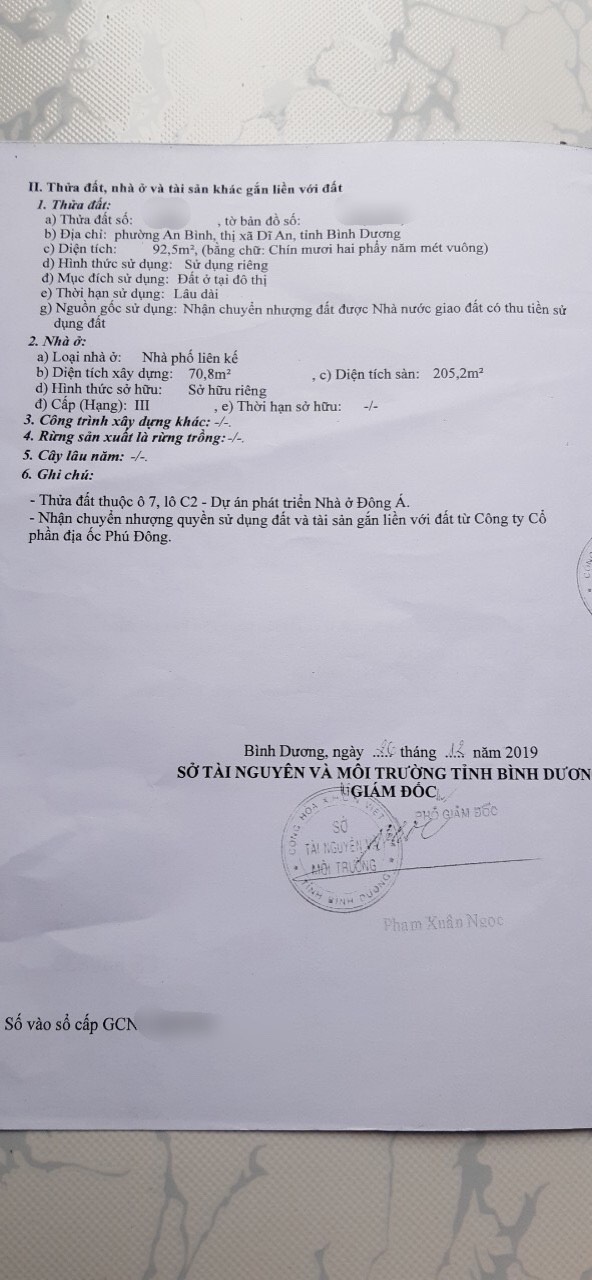 II. Thửa đất, nhà ở và tài sản khác gắn liền với đất
1. Thửa đất:
a) Thửa đất số: , tờ bản đồ số:
b) Địa chỉ: phường An Bình, thị xã Dĩ An, tỉnh Bình Dương
c) Diện tích: 92,5m², (bằng chữ: Chín mươi hai phẩy năm mét vuông)
d) Hình thức sử dụng: Sử dụng riêng
đ) Mục đích sử dụng: Đất ở tại đô thị
e) Thời hạn sử dụng: Lâu dài
g) Nguồn gốc sử dụng: Nhận chuyển nhượng đất được Nhà nước giao đất có thu tiền sử
dụng đất
2. Nhà ở:
a) Loại nhà ở: Nhà phố liên kế
b) Diện tích xây dựng: 70,8m² , c) Diện tích sàn: 205,2m²
d) Hình thức sở hữu: Sở hữu riêng
đ) Cấp (Hạng): III , e) Thời hạn sở hữu: -/-
3. Công trình xây dựng khác: -/-.
4. Rừng sản xuất là rừng trồng: -/-.
5. Cây lâu năm: -/-.
6. Ghi chú:
- Thửa đất thuộc ô 7, lô C2 - Dự án phát triển Nhà ở Đông Á.
- Nhận chuyển nhượng quyền sử dụng đất và tài sản gắn liền với đất từ Công ty Cổ
phần địa ốc Phú Đông.
Bình Dương, ngày tháng năm 2019
SỞ TÀI NGUYÊN VÀ MÔI TRƯỜNG TỈNH BÌNH DƯƠN
GIÁM ĐỐC
PHÓ GIÁM ĐỐC
SỞ
TÀI NGUYÊN VÀ
MÔI TRƯỜNG
TỈNH BÌNH DƯƠNG
Phạm Xuân Ngọc
Số vào sổ cấp GCN